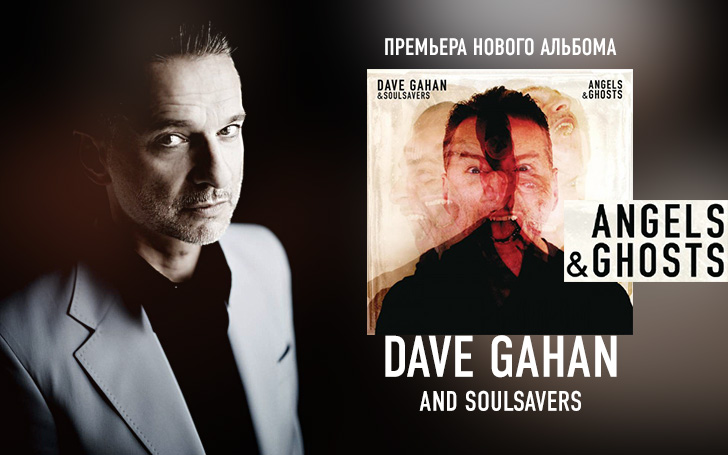 ПРЕМЬЕРА НОВОГО АЛЬБОМА
DAVE GAHAN
& SOULSAVERS
ANGELS
& GHOSTS
ANGELS
& GHOSTS
DAVE GAHAN
AND SOULSAVERS